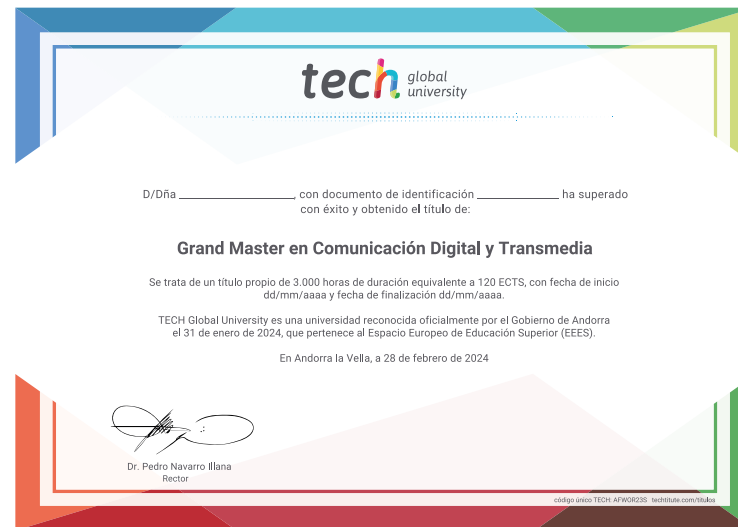 tech global
university
D/Dña ____________________, con documento de identificación ______________ ha superado
con éxito y obtenido el título de:
Grand Master en Comunicación Digital y Transmedia
Se trata de un título propio de 3.000 horas de duración equivalente a 120 ECTS, con fecha de inicio
dd/mm/aaaa y fecha de finalización dd/mm/aaaa.
TECH Global University es una universidad reconocida oficialmente por el Gobierno de Andorra
el 31 de enero de 2024, que pertenece al Espacio Europeo de Educación Superior (EEES).
En Andorra la Vella, a 28 de febrero de 2024
Dr. Pedro Navarro Illana
Rector
código único TECH: AFWOR23S techtitute.com/titulos